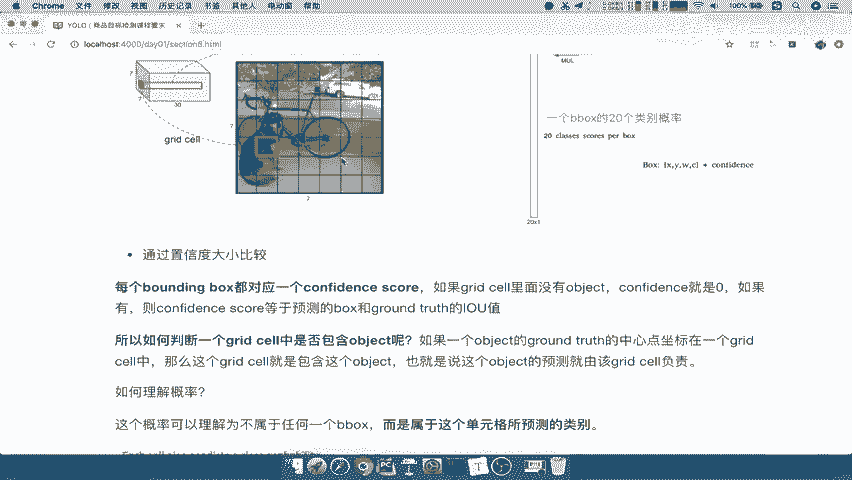 Chrome 文件 修改 视图 历史记录 书签 其他人 电动窗 帮助
100%
localhost:4000/day01/section8.html
7
7
30
grid cell
7
7
MUL
一个bbox的20个类别概率
20 classes scores per box
Box: [x,y,w,c] + confidence
20x1
• 通过置信度大小比较
每个bounding box都对应一个confidence score，如果grid cell里面没有object，confidence就是0，如果
有，则confidence score等于预测的box和ground truth的IOU值
所以如何判断一个grid cell中是否包含object呢？如果一个object的ground truth的中心点坐标在一个grid
cell中，那么这个grid cell就是包含这个object，也就是说这个object的预测就由该grid cell负责。
如何理解概率？
这个概率可以理解为不属于任何一个bbox，而是属于这个单元格所预测的类别。